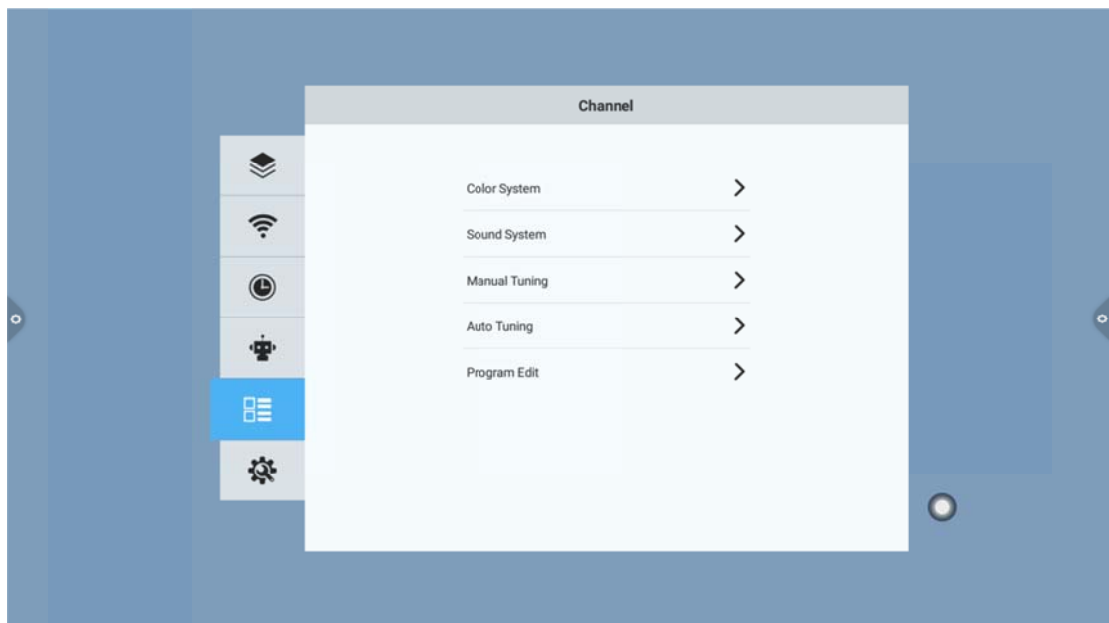 Channel
Color System
Sound System
Manual Tuning
Auto Tuning
Program Edit